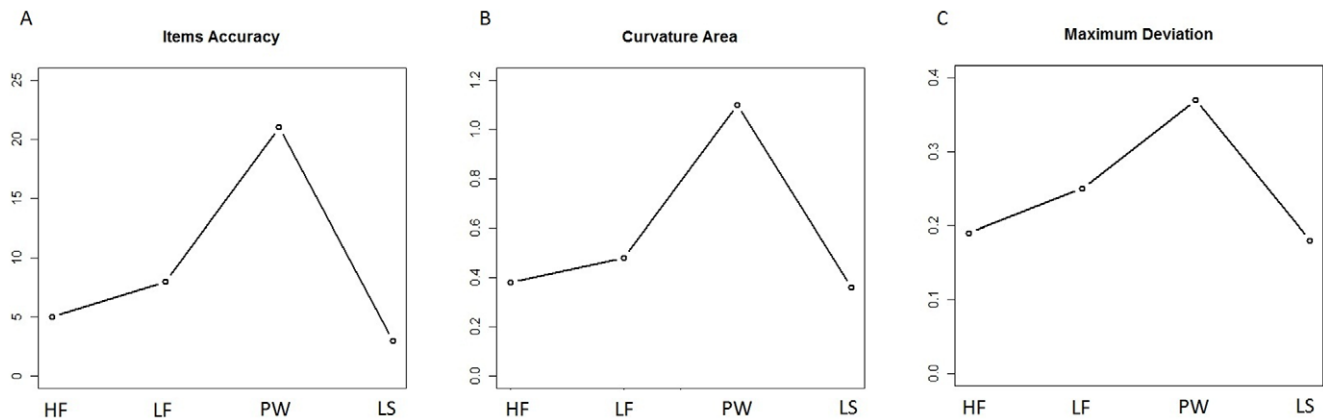 A
Items Accuracy
25
20
15
10
5
0
HF LF PW LS
B
Curvature Area
1.2
1.0
0.8
0.6
0.4
0.2
0.0
HF LF PW LS
C
Maximum Deviation
0.4
0.3
0.2
0.1
0.0
HF LF PW LS